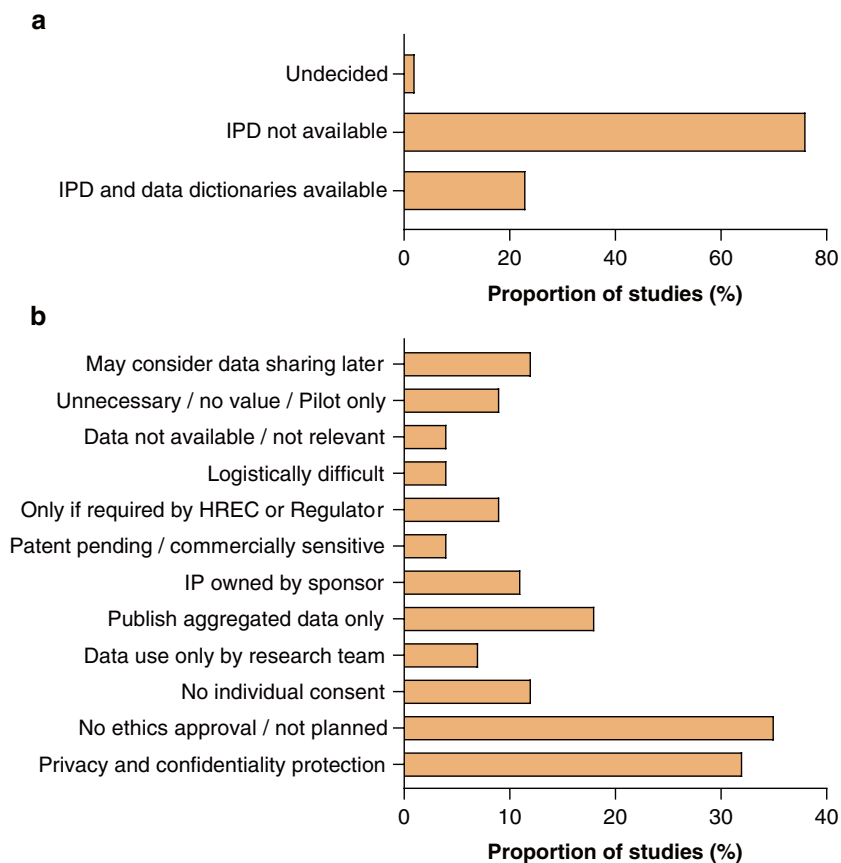 a
Undecided
IPD not available
IPD and data dictionaries available
0 20 40 60 80
Proportion of studies (%)
b
May consider data sharing later
Unnecessary / no value / Pilot only
Data not available / not relevant
Logistically difficult
Only if required by HREC or Regulator
Patent pending / commercially sensitive
IP owned by sponsor
Publish aggregated data only
Data use only by research team
No individual consent
No ethics approval / not planned
Privacy and confidentiality protection
0 10 20 30 40
Proportion of studies (%)